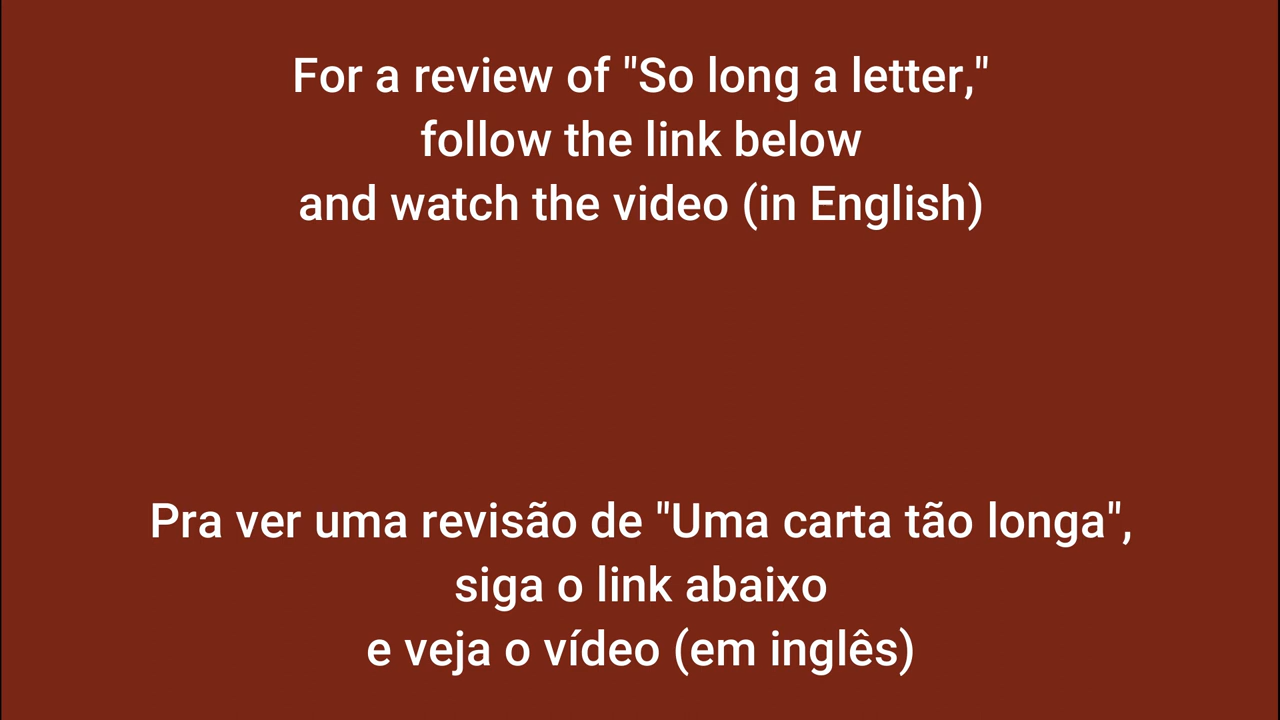 For a review of "So long a letter,"
follow the link below
and watch the video (in English)
Pra ver uma revisão de "Uma carta tão longa",
siga o link abaixo
e veja o vídeo (em inglês)